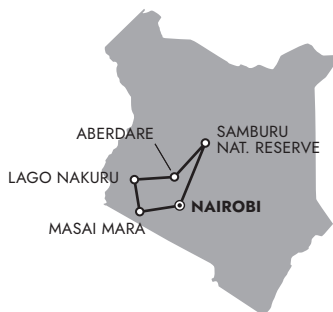 ABERDARE
SAMBURU
NAT. RESERVE
LAGO NAKURU
NAIROBI
MASAI MARA